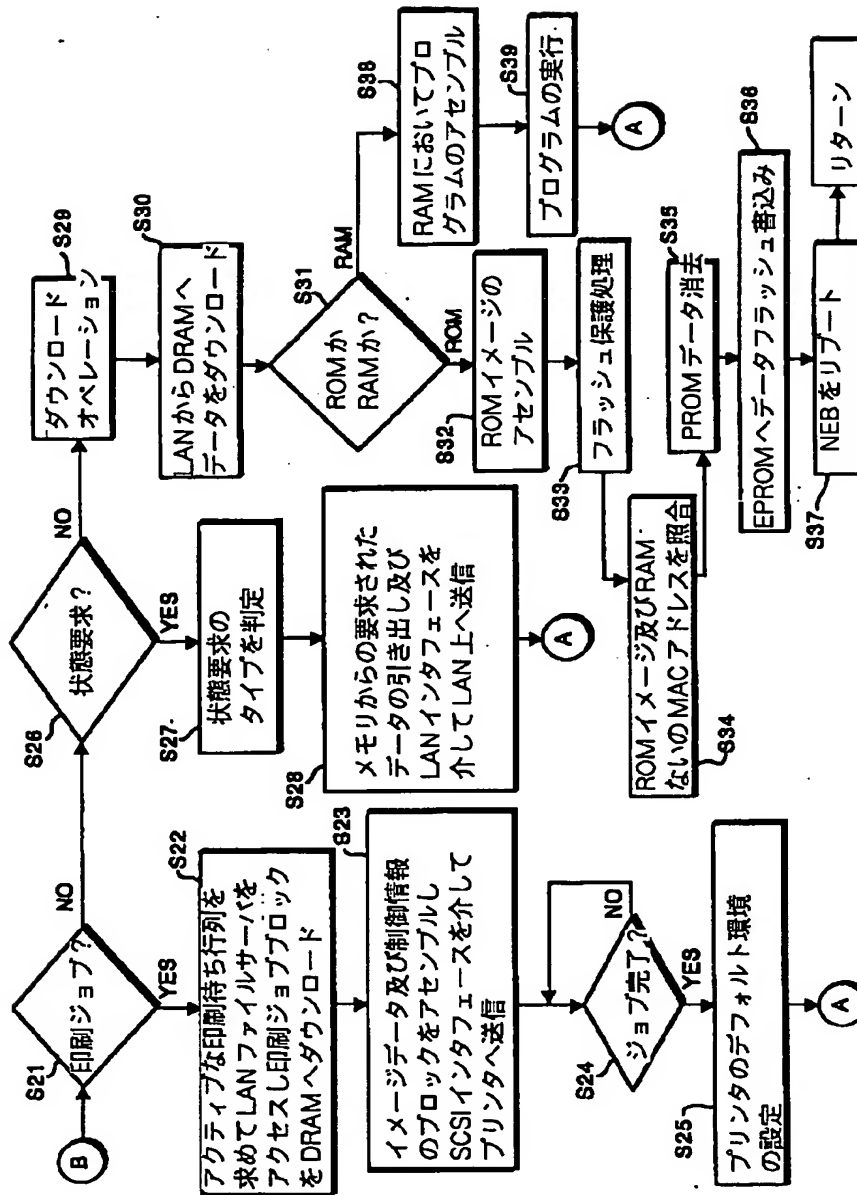 B
S21
印刷ジョブ?
NO
YES
S22
アクティブな印刷待ち行列を
求めてLANファイルサーバを
アクセスし印刷ジョブブロック
をDRAMへダウンロード
S23
イメージデータ及び制御情報
のブロックをアセンブルし
SCSIインタフェースを介して
プリンタへ送信
S24
ジョブ完了?
NO
YES
S25
プリンタのデフォルト環境
の設定
A
S26
状態要求?
NO
YES
S27
状態要求の
タイプを判定
S28
メモリからの要求された
データの引き出し及び
LANインタフェースを
介してLAN上へ送信
A
S29
ダウンロード
オペレーション
S30
LANからDRAMへ
データをダウンロード
S31
ROMか
RAMか?
RAM
ROM
S32
ROMイメージの
アセンブル
S33
フラッシュ保護処理
S34
ROMイメージ及びRAM
ないのMACアドレスを照合
S35
PROMデータ消去
S36
EPROMへデータフラッシュ書込み
S37
NEBをリブート
リターン
S38
RAMにおいてプロ
グラムのアセンブル
S39
プログラムの実行
A